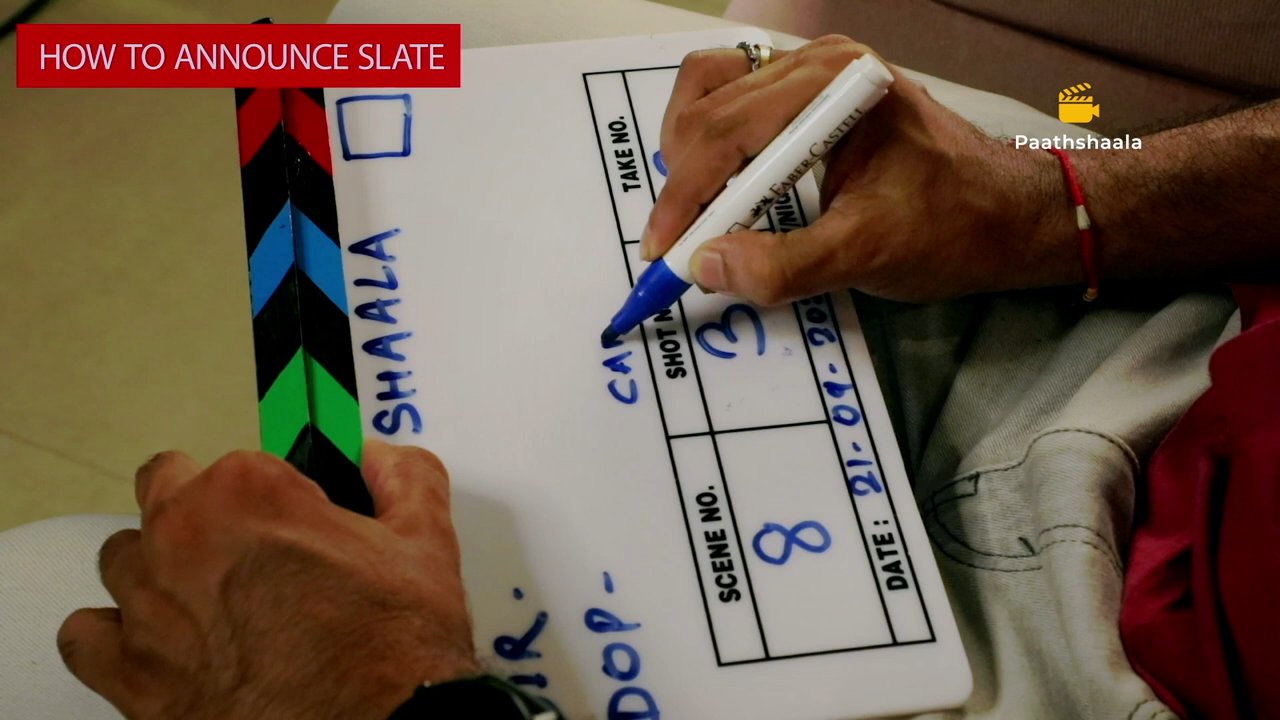 HOW TO ANNOUNCE SLATE
Paathshaala
SHAALA
DOP-
CA
SCENE NO.
SHOT
TAKE NO.
8
3
DATE: 21-09-
FABER CASTELL